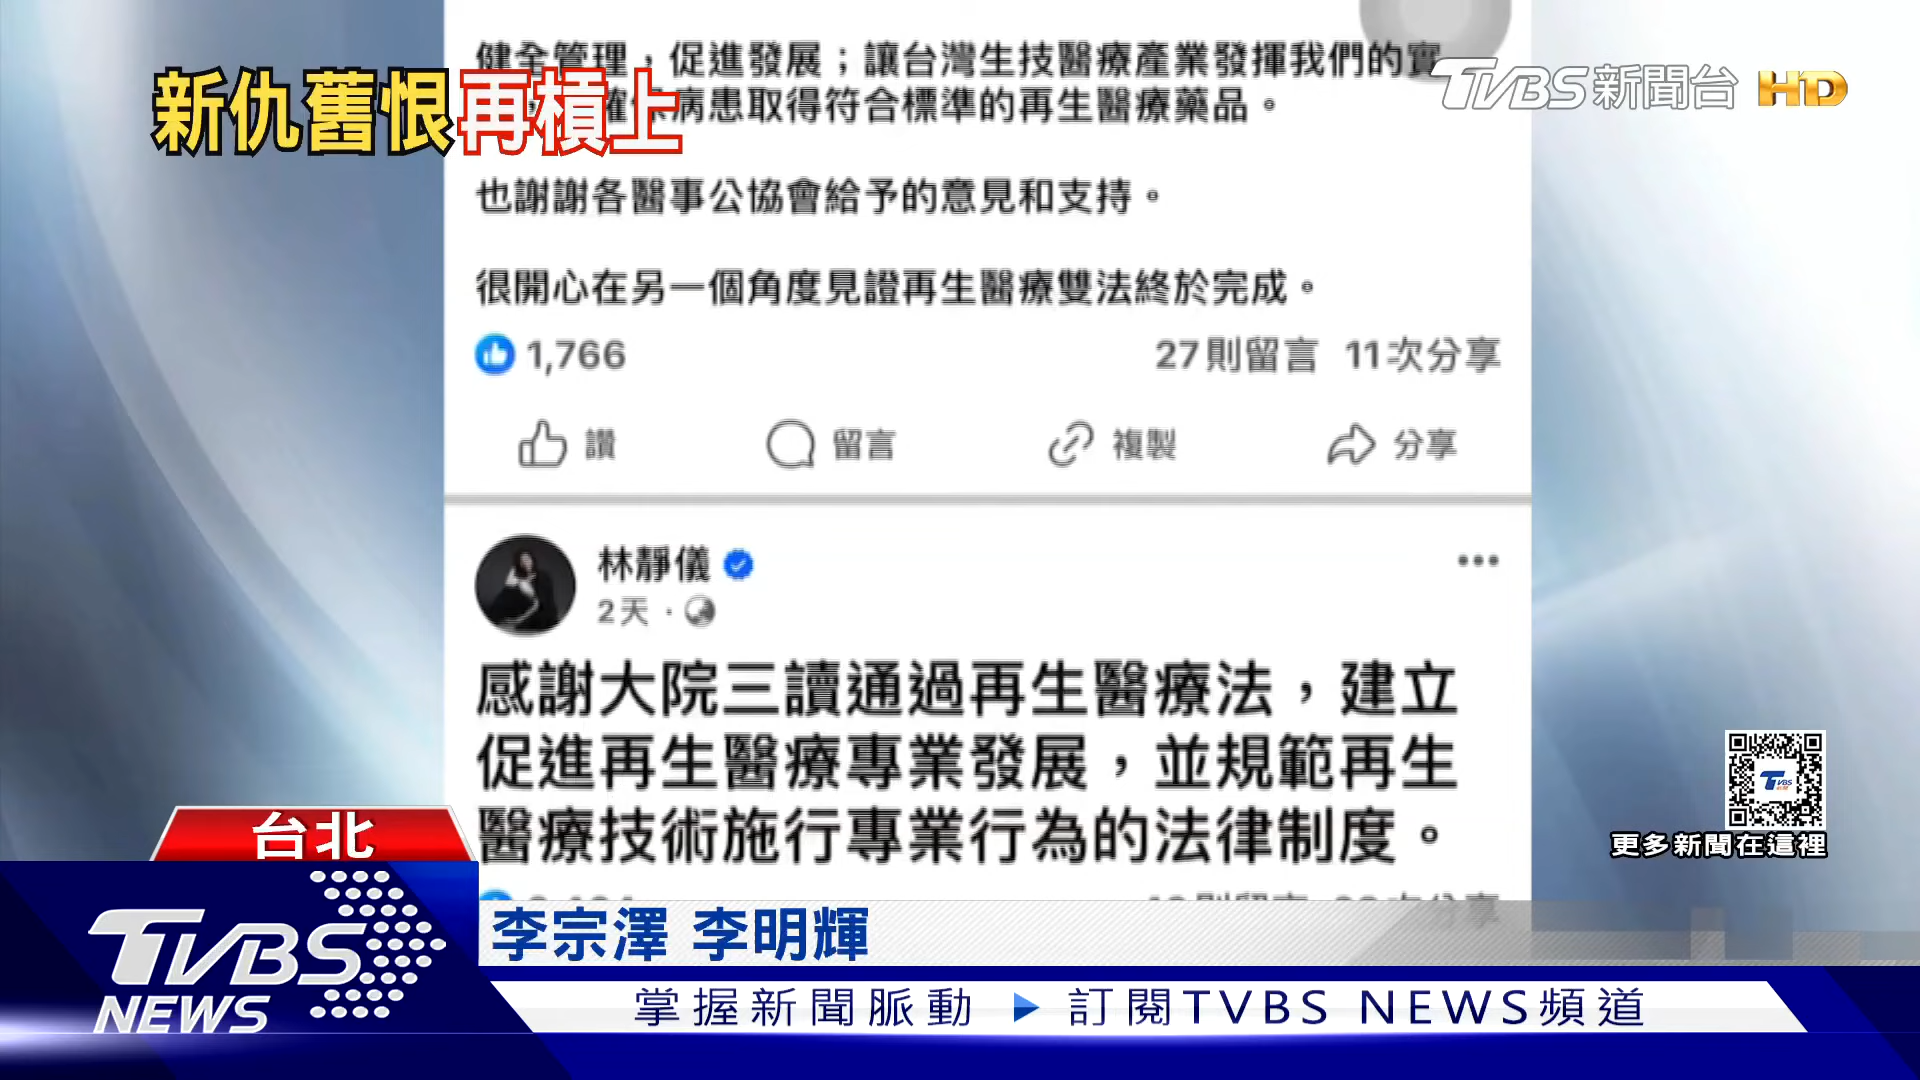 健全管理，促進發展；讓台灣生技醫療產業發揮我們的實
病患取得符合標準的再生醫療藥品。
新仇舊恨再槓上
TVBS新聞台 HD
也謝謝各醫事公協會給予的意見和支持。
很開心在另一個角度見證再生醫療雙法終於完成。
1,766
27則留言 11次分享
讚 留言 複製 分享
林靜儀
2天
感謝大院三讀通過再生醫療法，建立
促進再生醫療專業發展，並規範再生
醫療技術施行專業行為的法律制度。
TVBS
更多新聞在這裡
台北
李宗澤 李明輝
TVBS
NEWS
掌握新聞脈動 ▶ 訂閱TVBS NEWS頻道